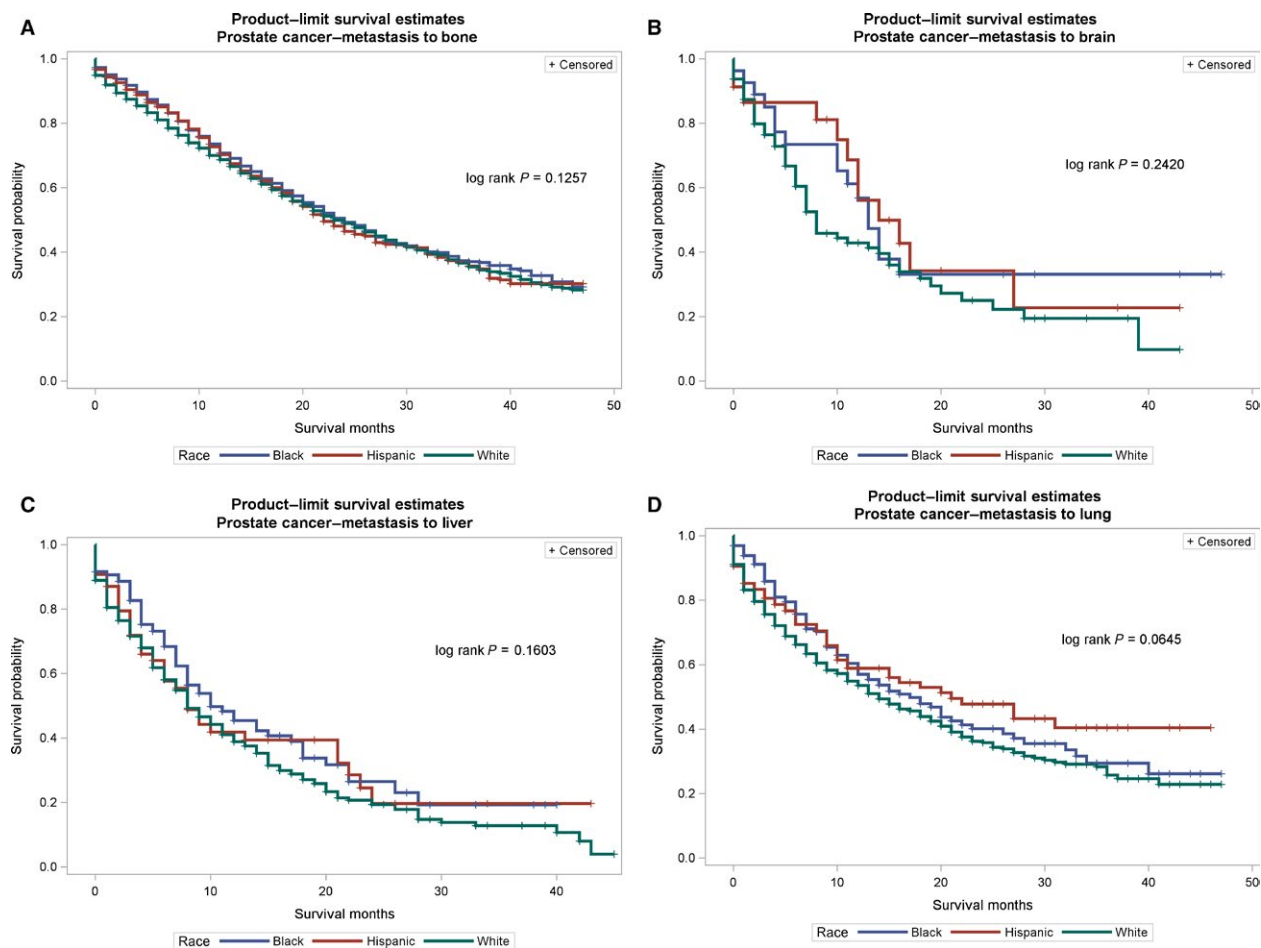 A
Product–limit survival estimates
Prostate cancer–metastasis to bone
+ Censored
1.0
0.8
0.6
0.4
0.2
0.0
Survival probability
log rank P = 0.1257
0 10 20 30 40 50
Survival months
Race Black Hispanic White
B
Product–limit survival estimates
Prostate cancer–metastasis to brain
+ Censored
1.0
0.8
0.6
0.4
0.2
0.0
Survival probability
log rank P = 0.2420
0 10 20 30 40 50
Survival months
Race Black Hispanic White
C
Product–limit survival estimates
Prostate cancer–metastasis to liver
+ Censored
1.0
0.8
0.6
0.4
0.2
0.0
Survival probability
log rank P = 0.1603
0 10 20 30 40
Survival months
Race Black Hispanic White
D
Product–limit survival estimates
Prostate cancer–metastasis to lung
+ Censored
1.0
0.8
0.6
0.4
0.2
0.0
Survival probability
log rank P = 0.0645
0 10 20 30 40 50
Survival months
Race Black Hispanic White